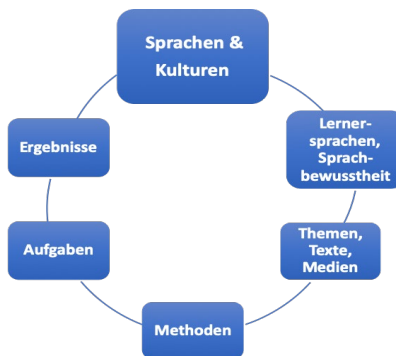 Sprachen &
Kulturen
Lerner-
sprachen,
Sprach-
bewusstheit
Themen,
Texte,
Medien
Methoden
Aufgaben
Ergebnisse